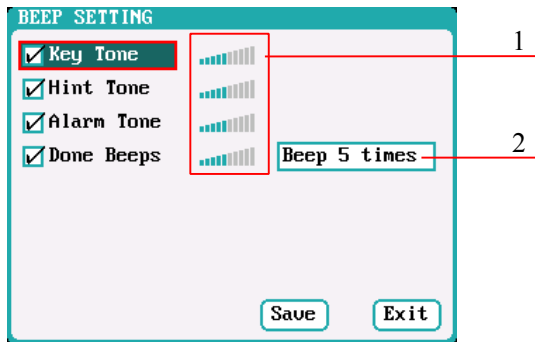 BEEP SETTING
Key Tone
1
Hint Tone
Alarm Tone
Done Beeps
Beep 5 times
2
Save
Exit